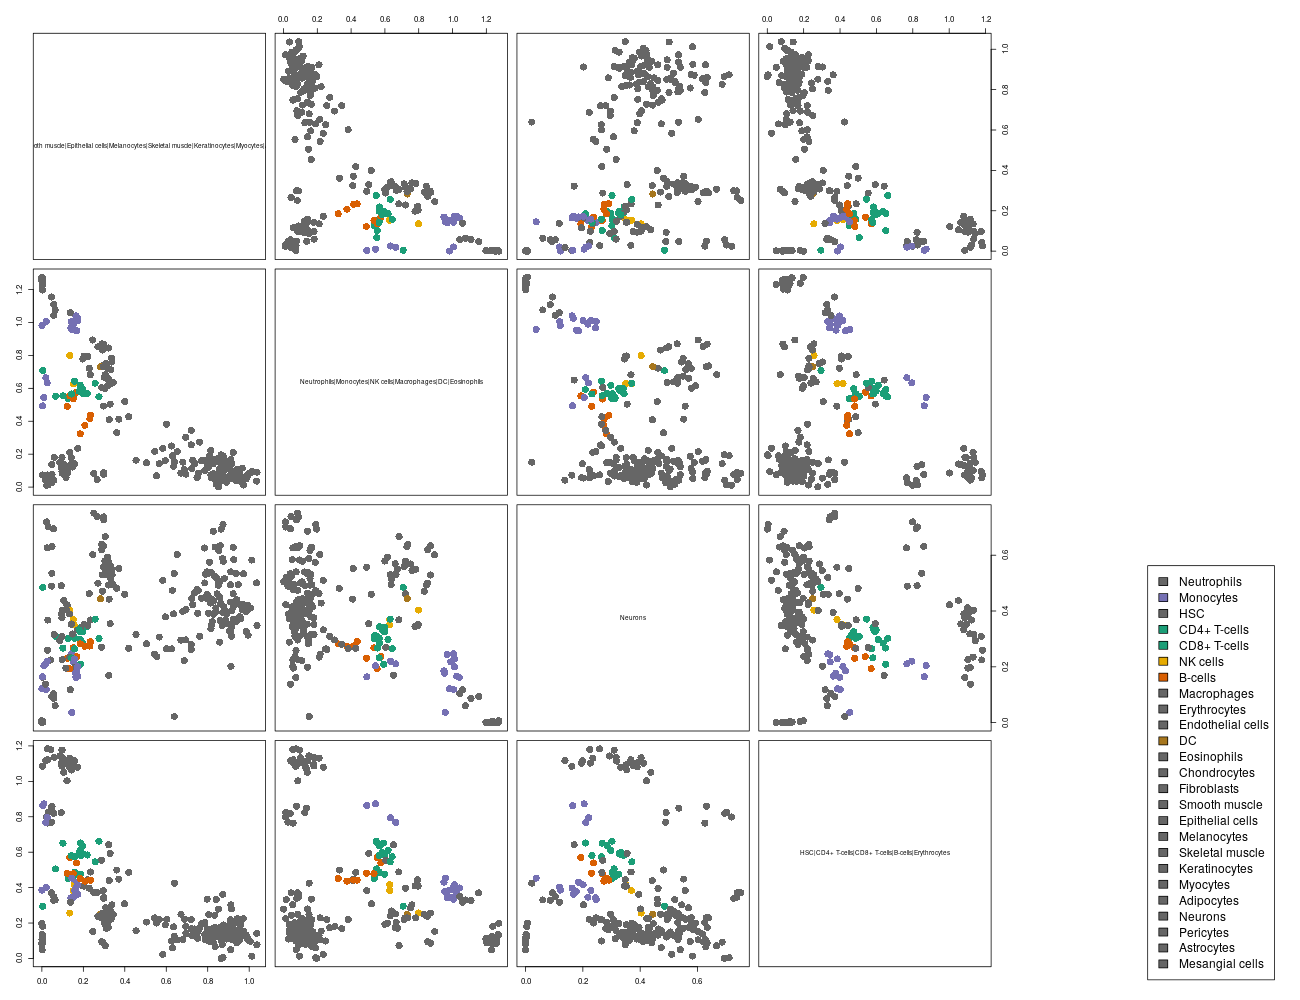 0.0 0.2 0.4 0.6 0.8 1.0 1.2
0.0 0.2 0.4 0.6 0.8 1.0 1.2
oth muscle|Epithelial cells|Melanocytes|Skeletal muscle|Keratinocytes|Myocytes|
0.0 0.2 0.4 0.6 0.8 1.0
0.0 0.2 0.4 0.6 0.8 1.0 1.2
Neutrophils|Monocytes|NK cells|Macrophages|DC|Eosinophils
Neurons
0.0 0.2 0.4 0.6
0.0 0.2 0.4 0.6 0.8 1.0 1.2
HSC|CD4+ T-cells|CD8+ T-cells|B-cells|Erythrocytes
0.0 0.2 0.4 0.6 0.8 1.0
0.0 0.2 0.4 0.6
Neutrophils
Monocytes
HSC
CD4+ T-cells
CD8+ T-cells
NK cells
B-cells
Macrophages
Erythrocytes
Endothelial cells
DC
Eosinophils
Chondrocytes
Fibroblasts
Smooth muscle
Epithelial cells
Melanocytes
Skeletal muscle
Keratinocytes
Myocytes
Adipocytes
Neurons
Pericytes
Astrocytes
Mesangial cells